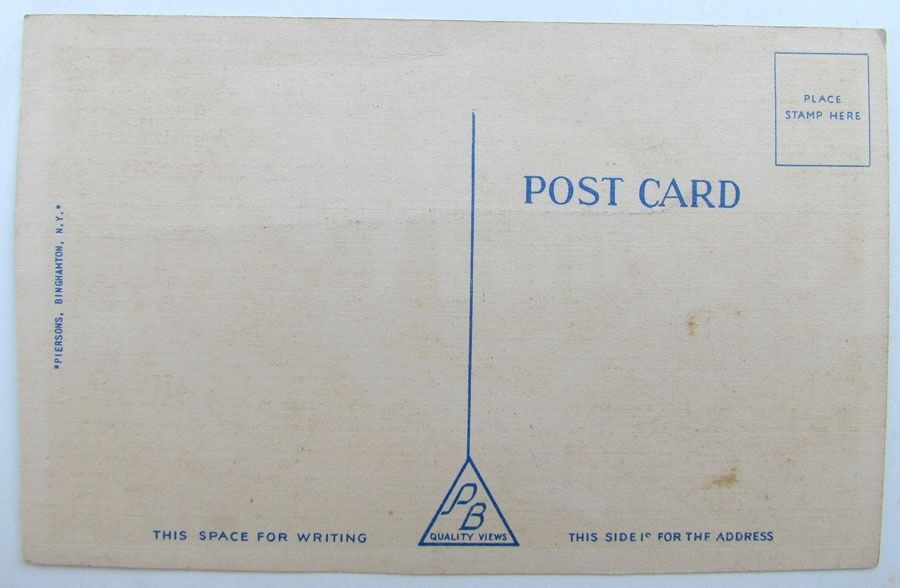 PLACE
STAMP HERE
POST CARD
*PIERSONS, BINGHAMTON, N.Y.*
PB
QUALITY VIEWS
THIS SPACE FOR WRITING
THIS SIDE IS FOR THE ADDRESS